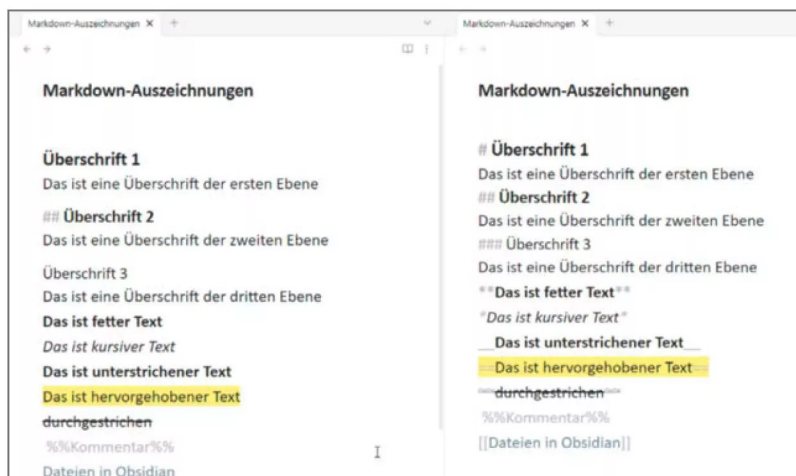 Markdown-Auszeichnungen
Markdown-Auszeichnungen
Überschrift 1
Das ist eine Überschrift der ersten Ebene
## Überschrift 2
Das ist eine Überschrift der zweiten Ebene
Überschrift 3
Das ist eine Überschrift der dritten Ebene
Das ist fetter Text
Das ist kursiver Text
Das ist unterstrichener Text
Das ist hervorgehobener Text
durchgestrichen
%%Kommentar%%
Dateien in Obsidian
Markdown-Auszeichnungen
Markdown-Auszeichnungen
# Überschrift 1
Das ist eine Überschrift der ersten Ebene
## Überschrift 2
Das ist eine Überschrift der zweiten Ebene
### Überschrift 3
Das ist eine Überschrift der dritten Ebene
**Das ist fetter Text**
*Das ist kursiver Text*
__Das ist unterstrichener Text__
==Das ist hervorgehobener Text==
~~durchgestrichen~~
%%Kommentar%%
[[Dateien in Obsidian]]